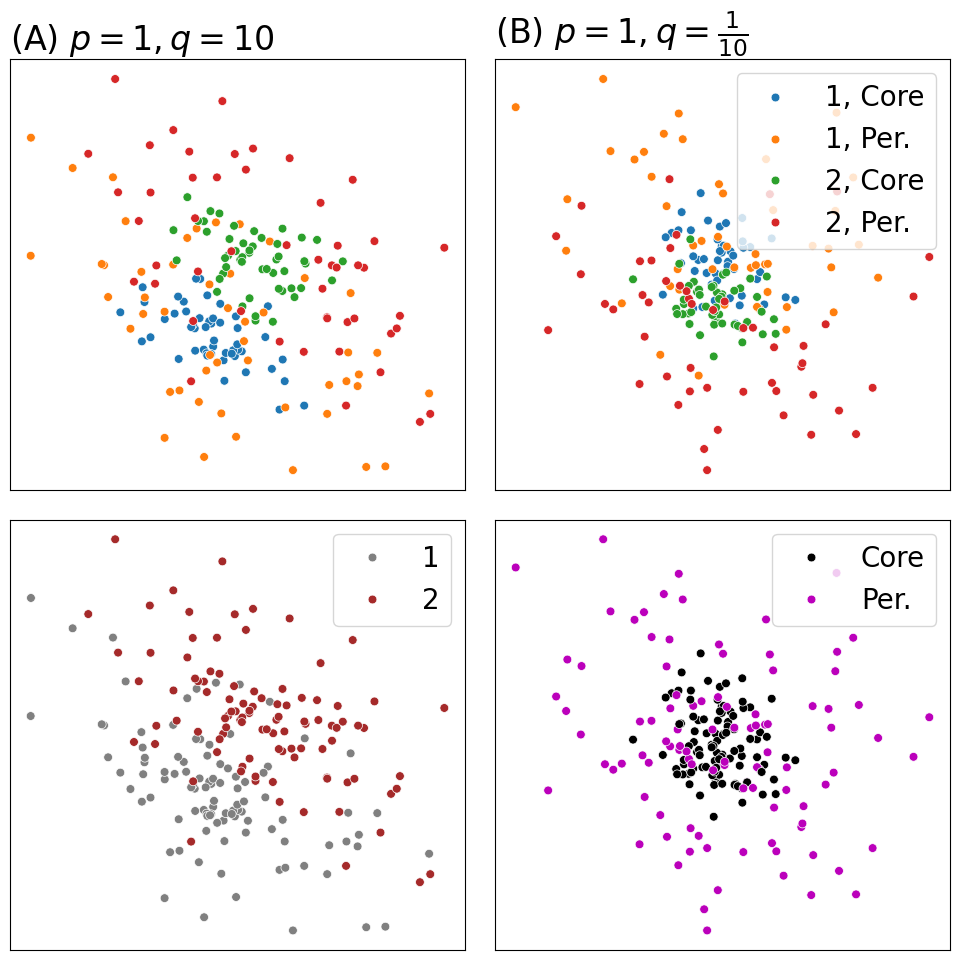 (A) p = 1, q = 10
(B) p = 1, q = 1/10
1, Core
1, Per.
2, Core
2, Per.
1
2
Core
Per.